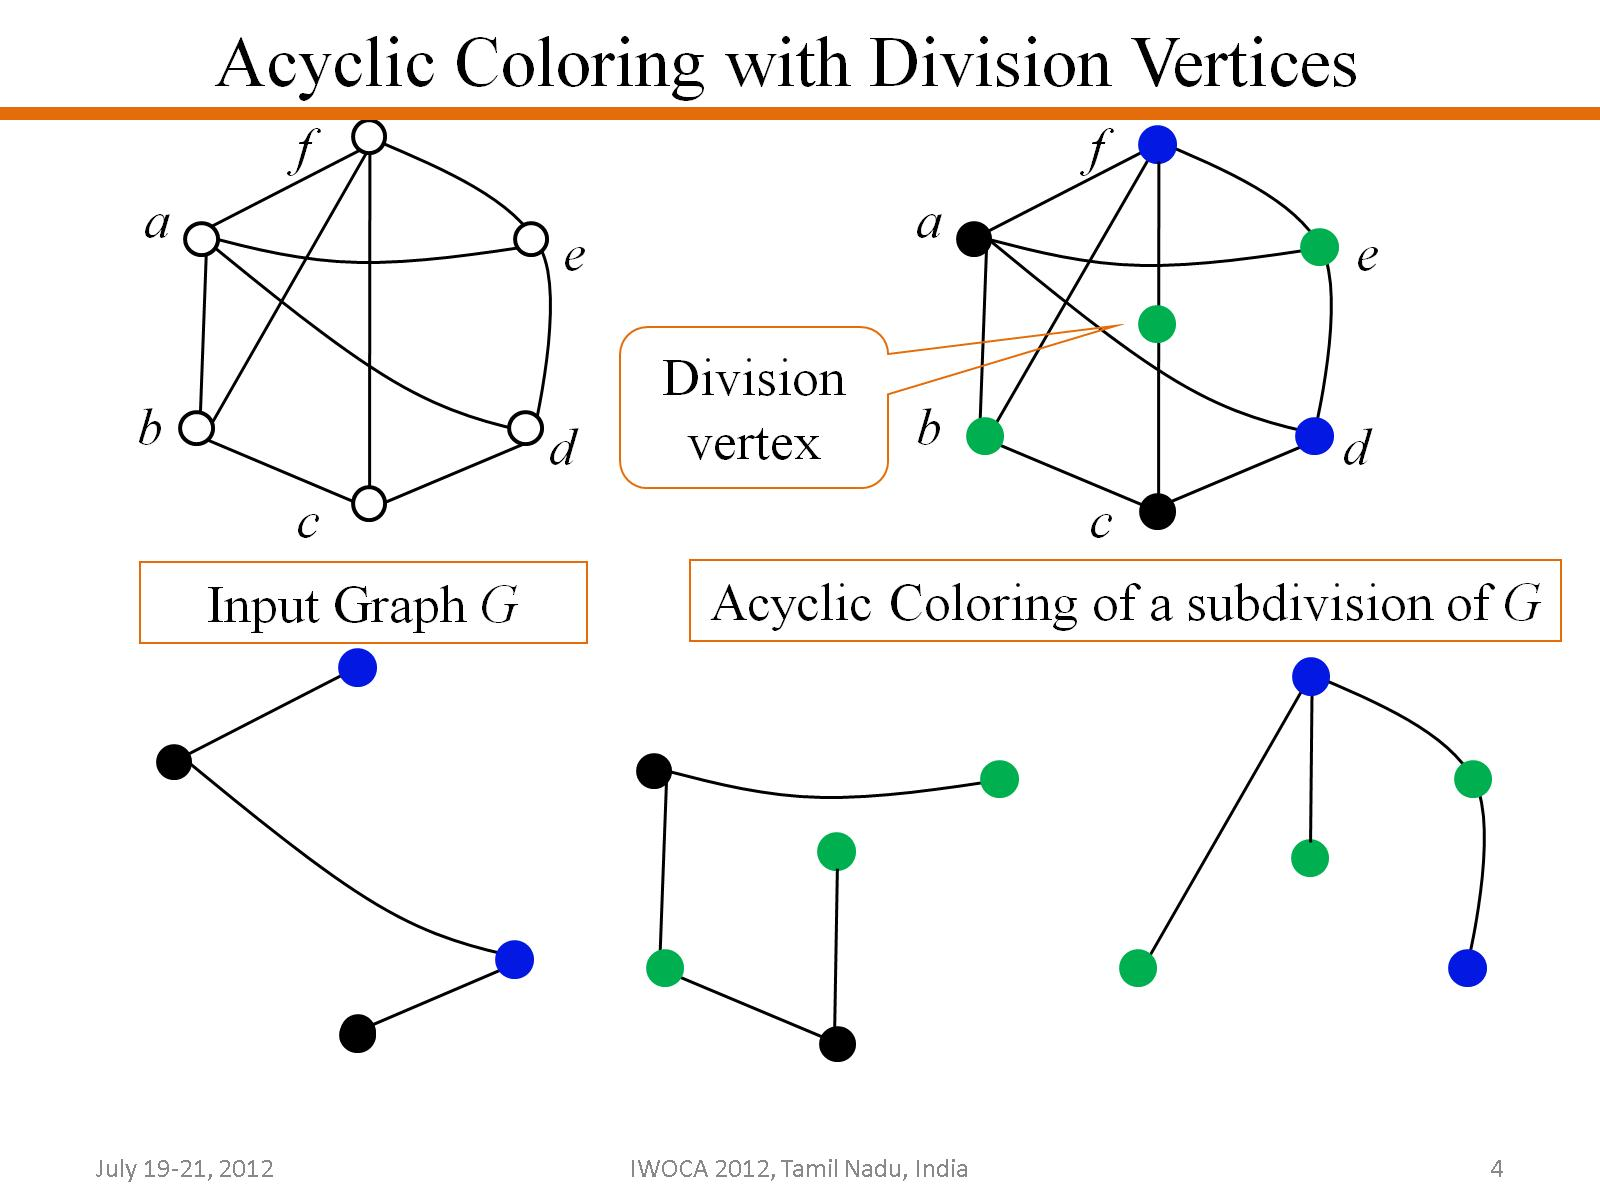 Acyclic Coloring with Division Vertices
f
a
e
b
d
c
f
a
e
Division
vertex
b
d
c
Input Graph G
Acyclic Coloring of a subdivision of G
July 19-21, 2012
IWOCA 2012, Tamil Nadu, India
4